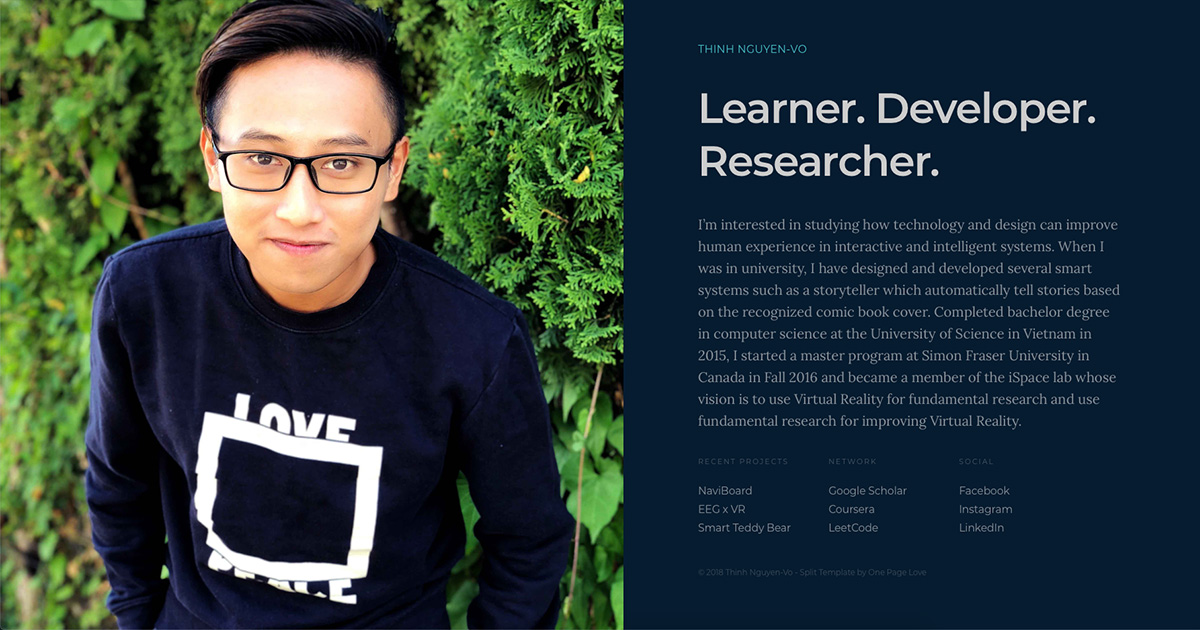 LOVE
PEACE
THINH NGUYEN-VO
Learner. Developer.
Researcher.
I'm interested in studying how technology and design can improve
human experience in interactive and intelligent systems. When I
was in university, I have designed and developed several smart
systems such as a storyteller which automatically tell stories based
on the recognized comic book cover. Completed bachelor degree
in computer science at the University of Science in Vietnam in
2015, I started a master program at Simon Fraser University in
Canada in Fall 2016 and became a member of the iSpace lab whose
vision is to use Virtual Reality for fundamental research and use
fundamental research for improving Virtual Reality.
RECENT PROJECTS
NaviBoard
EEG x VR
Smart Teddy Bear
NETWORK
Google Scholar
Coursera
LeetCode
SOCIAL
Facebook
Instagram
LinkedIn
© 2018 Thinh Nguyen-Vo - Split Template by One Page Love